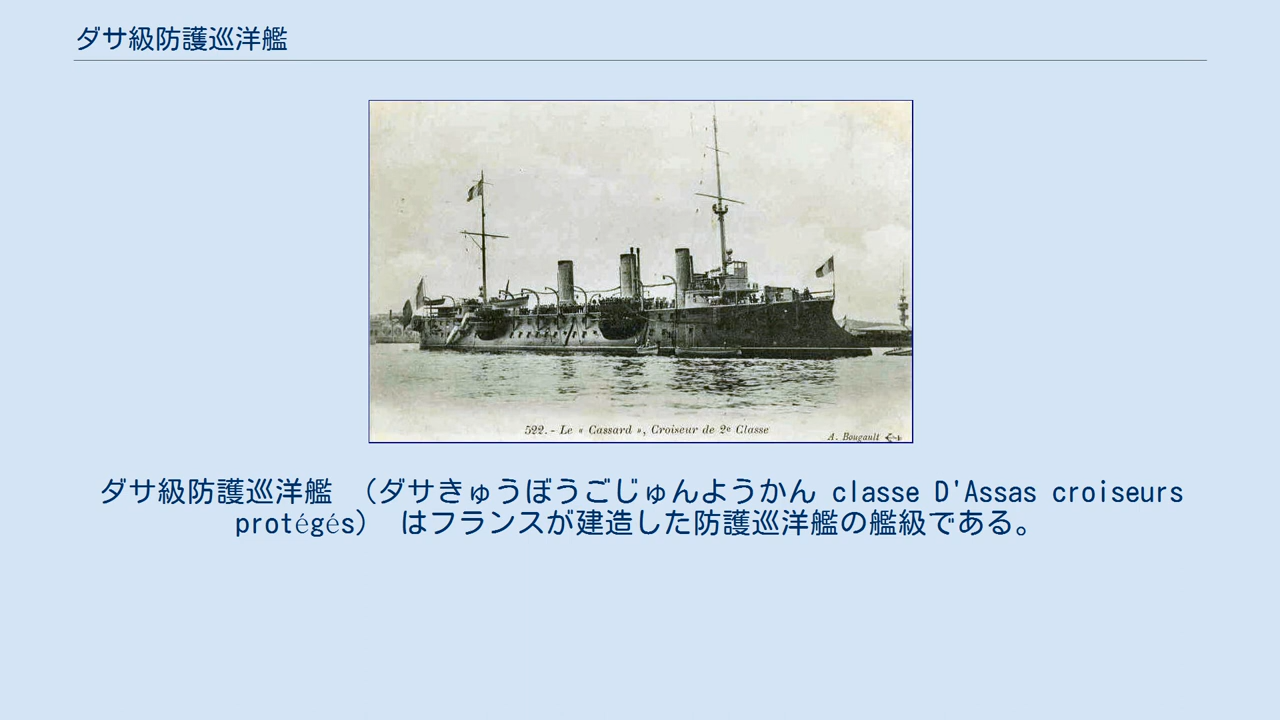 ダサ級防護巡洋艦
522. - Le « Cassard », Croiseur de 2e Classe
A. Bougault
ダサ級防護巡洋艦 （ダサきゅうぼうごじゅんようかん classe D'Assas croiseurs
protégés） はフランスが建造した防護巡洋艦の艦級である。